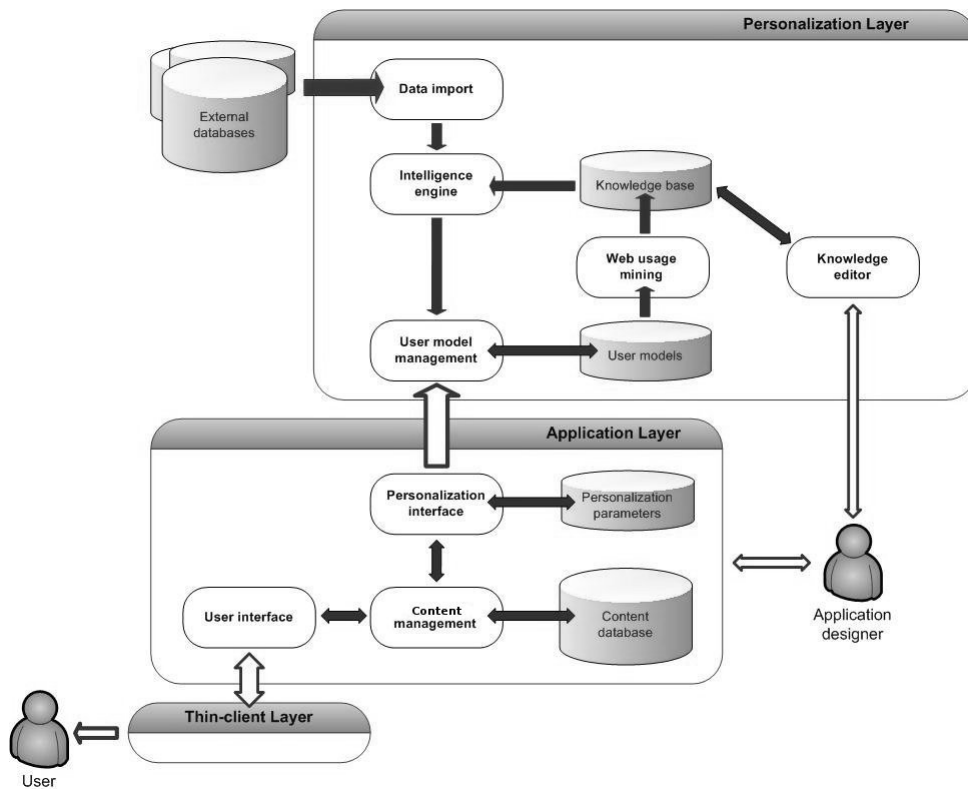 Personalization Layer
External
databases
Data import
Intelligence
engine
Knowledge base
Web usage
mining
Knowledge
editor
User model
management
User models
Application Layer
Personalization
interface
Personalization
parameters
User interface
Content
management
Content
database
Application
designer
Thin-client Layer
User